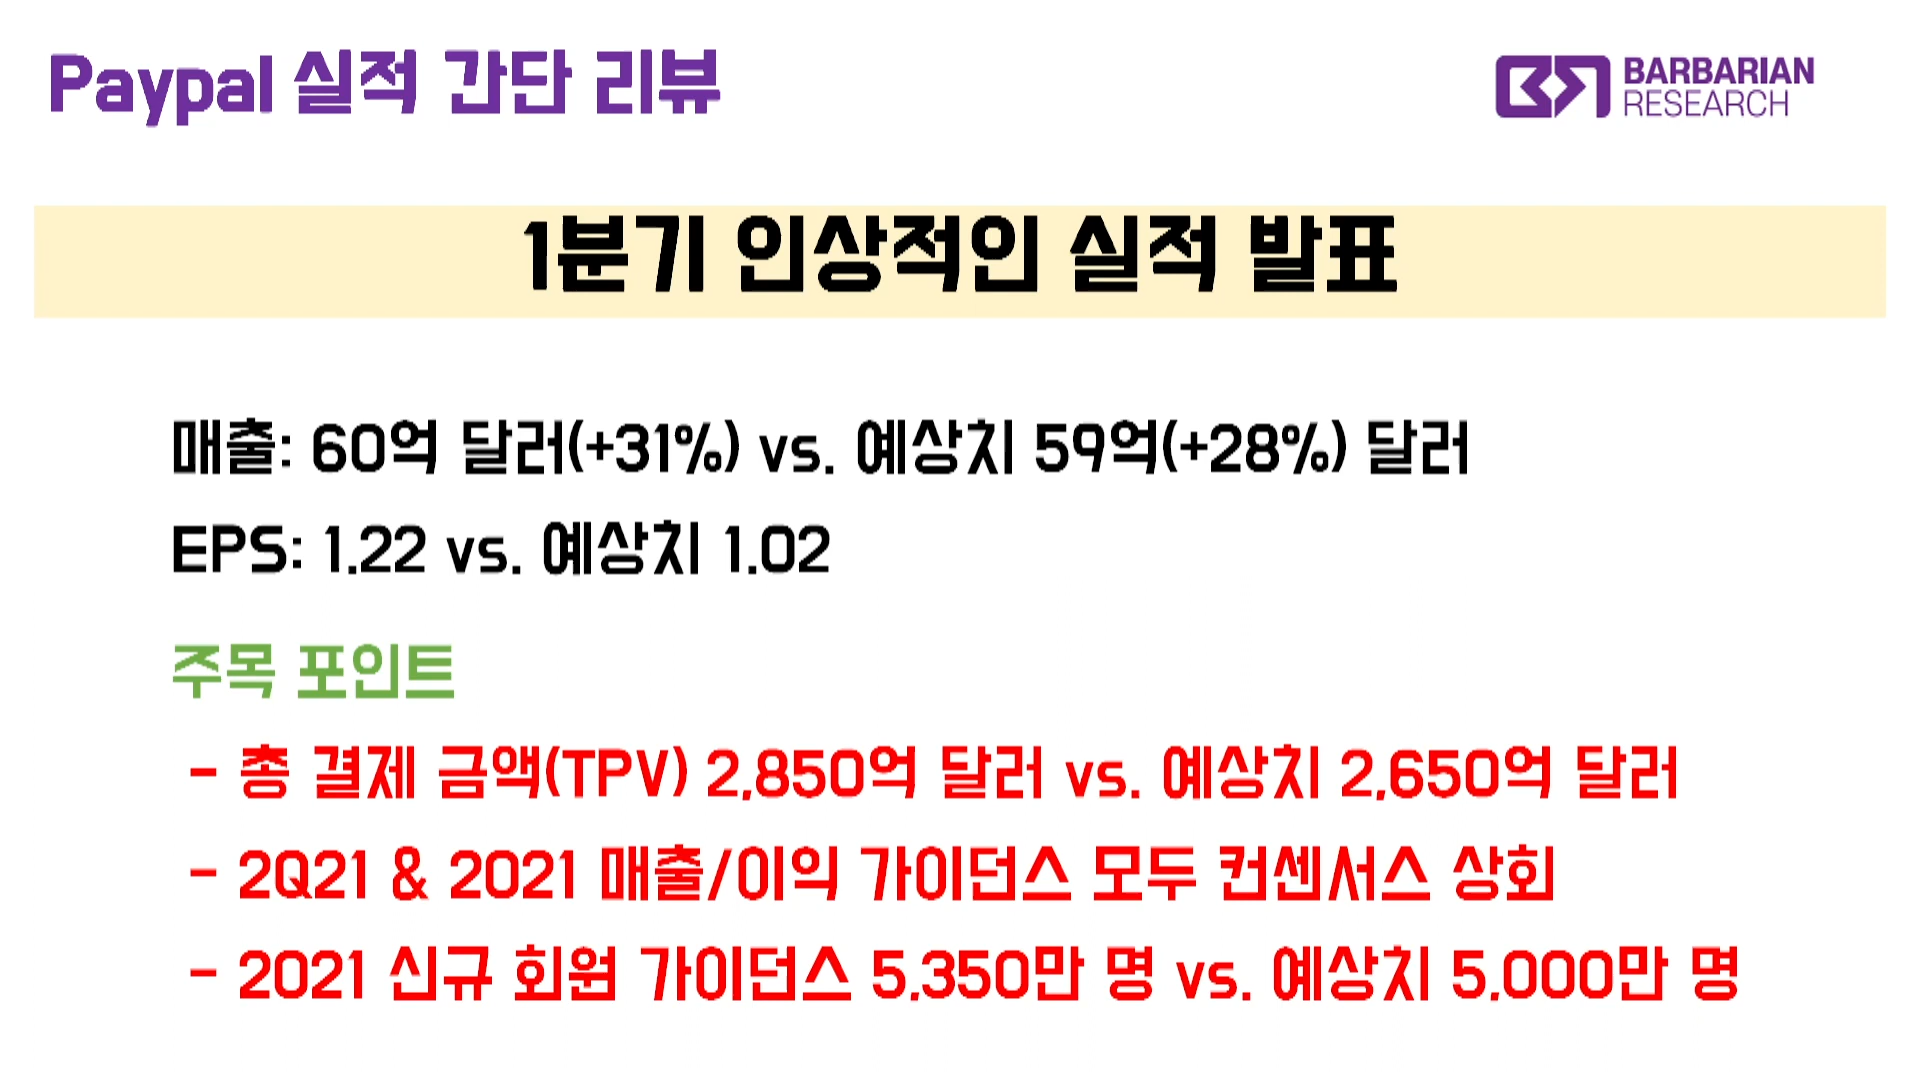 Paypal 실적 간단 리뷰
BARBARIAN
RESEARCH
1분기 인상적인 실적 발표
매출: 60억 달러(+31%) vs. 예상치 59억(+28%) 달러
EPS: 1.22 vs. 예상치 1.02
주목 포인트
- 총 결제 금액(TPV) 2,850억 달러 vs. 예상치 2,650억 달러
- 2Q21 & 2021 매출/이익 가이던스 모두 컨센서스 상회
- 2021 신규 회원 가이던스 5,350만 명 vs. 예상치 5,000만 명